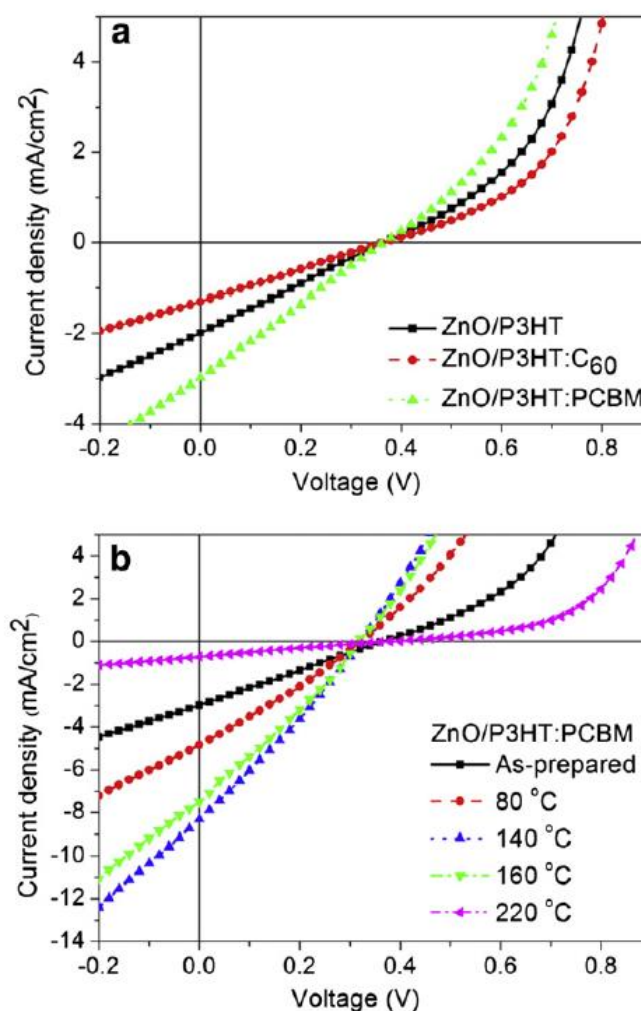 a
4
2
0
-2
-4
Current density (mA/cm²)
ZnO/P3HT
ZnO/P3HT:C₆₀
ZnO/P3HT:PCBM
-0.2 0.0 0.2 0.4 0.6 0.8
Voltage (V)
b
4
2
0
-2
-4
-6
-8
-10
-12
-14
Current density (mA/cm²)
ZnO/P3HT:PCBM
As-prepared
80 °C
140 °C
160 °C
220 °C
-0.2 0.0 0.2 0.4 0.6 0.8
Voltage (V)